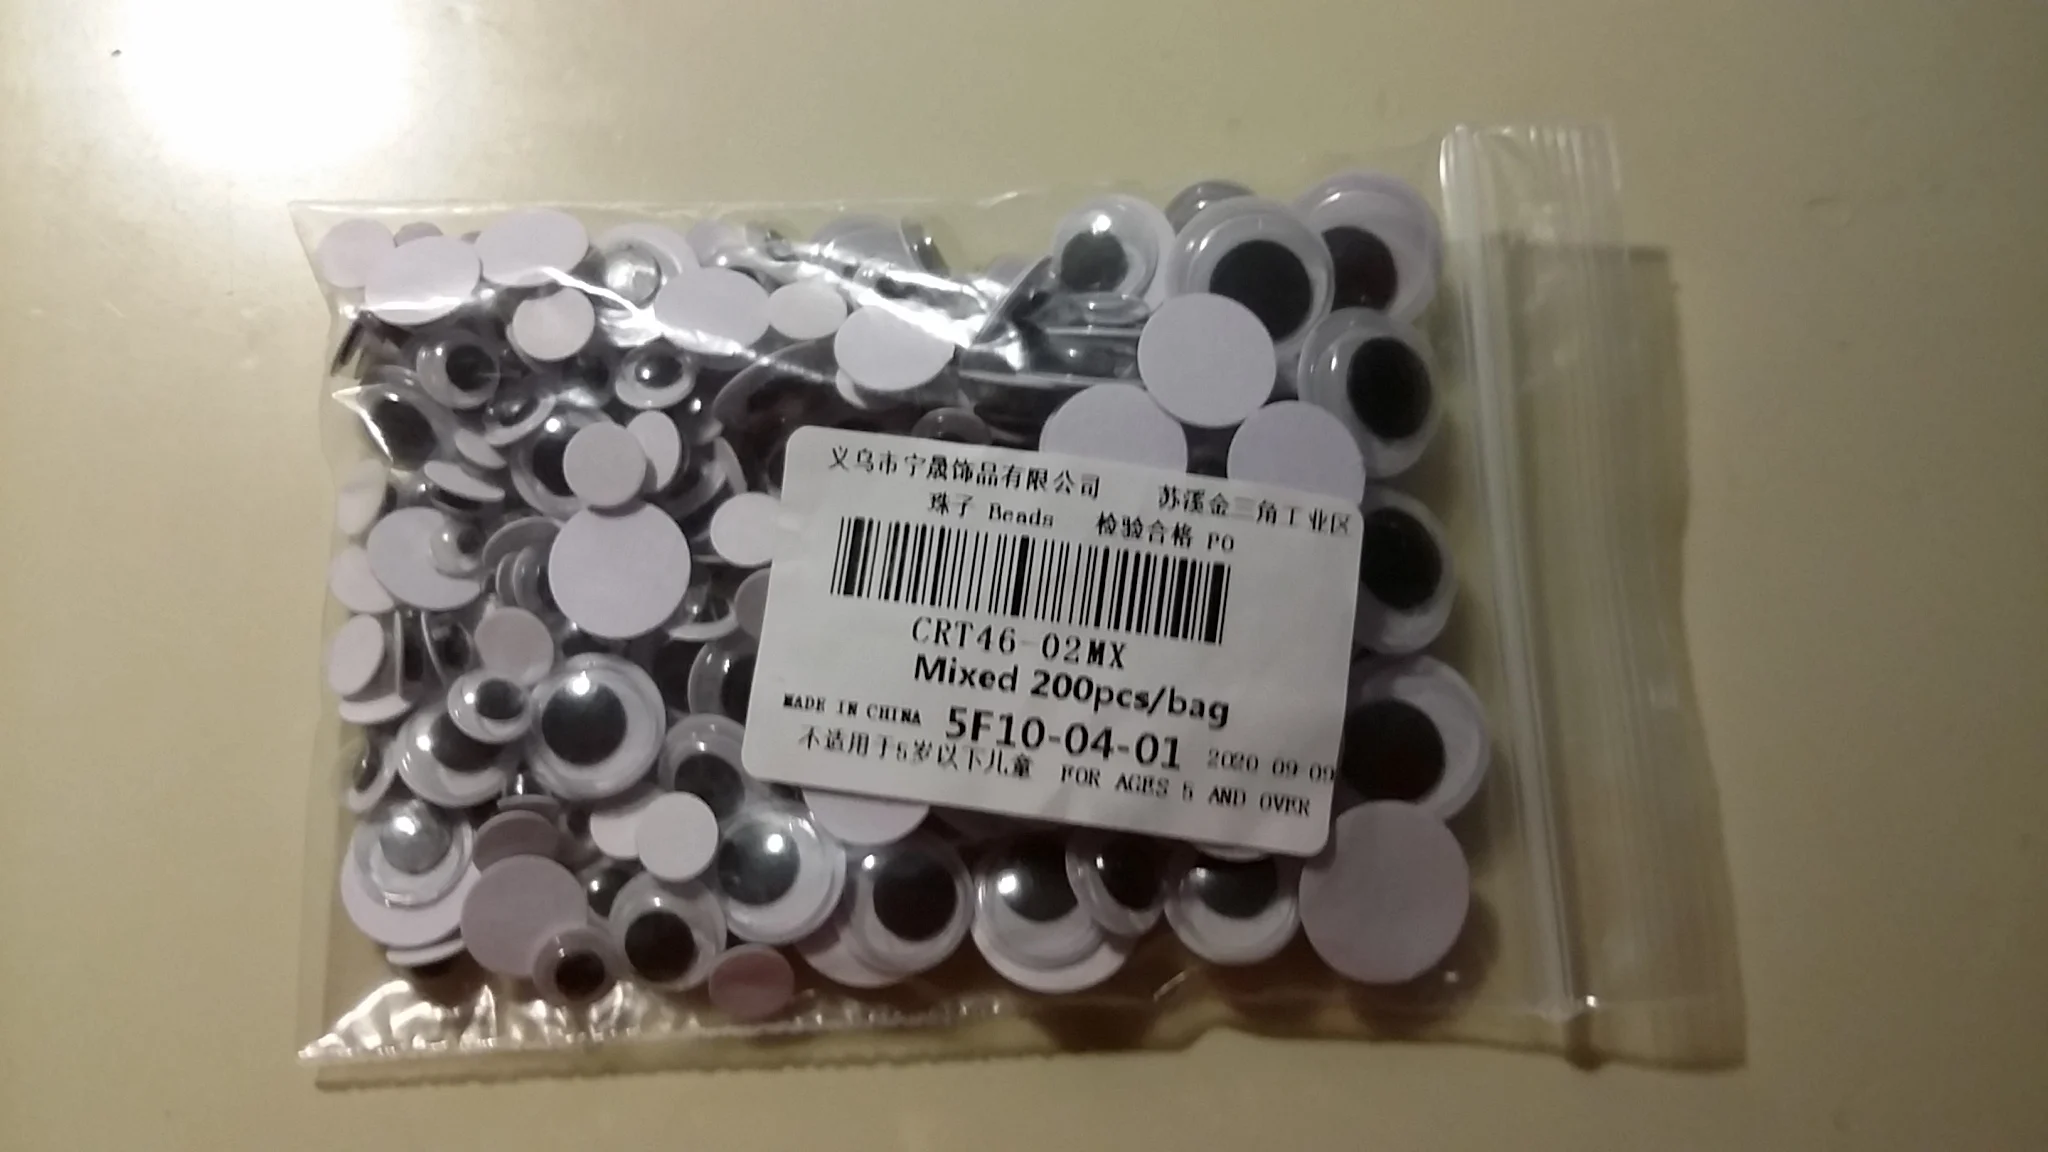 义乌市宁晟饰品有限公司 苏溪金三角工业区
珠子 Beads 检验合格 PO
CRT46-02MX
Mixed 200pcs/bag
MADE IN CHINA 5F10-04-01 2020-09-09
不适用于5岁以下儿童 FOR AGES 5 AND OVER